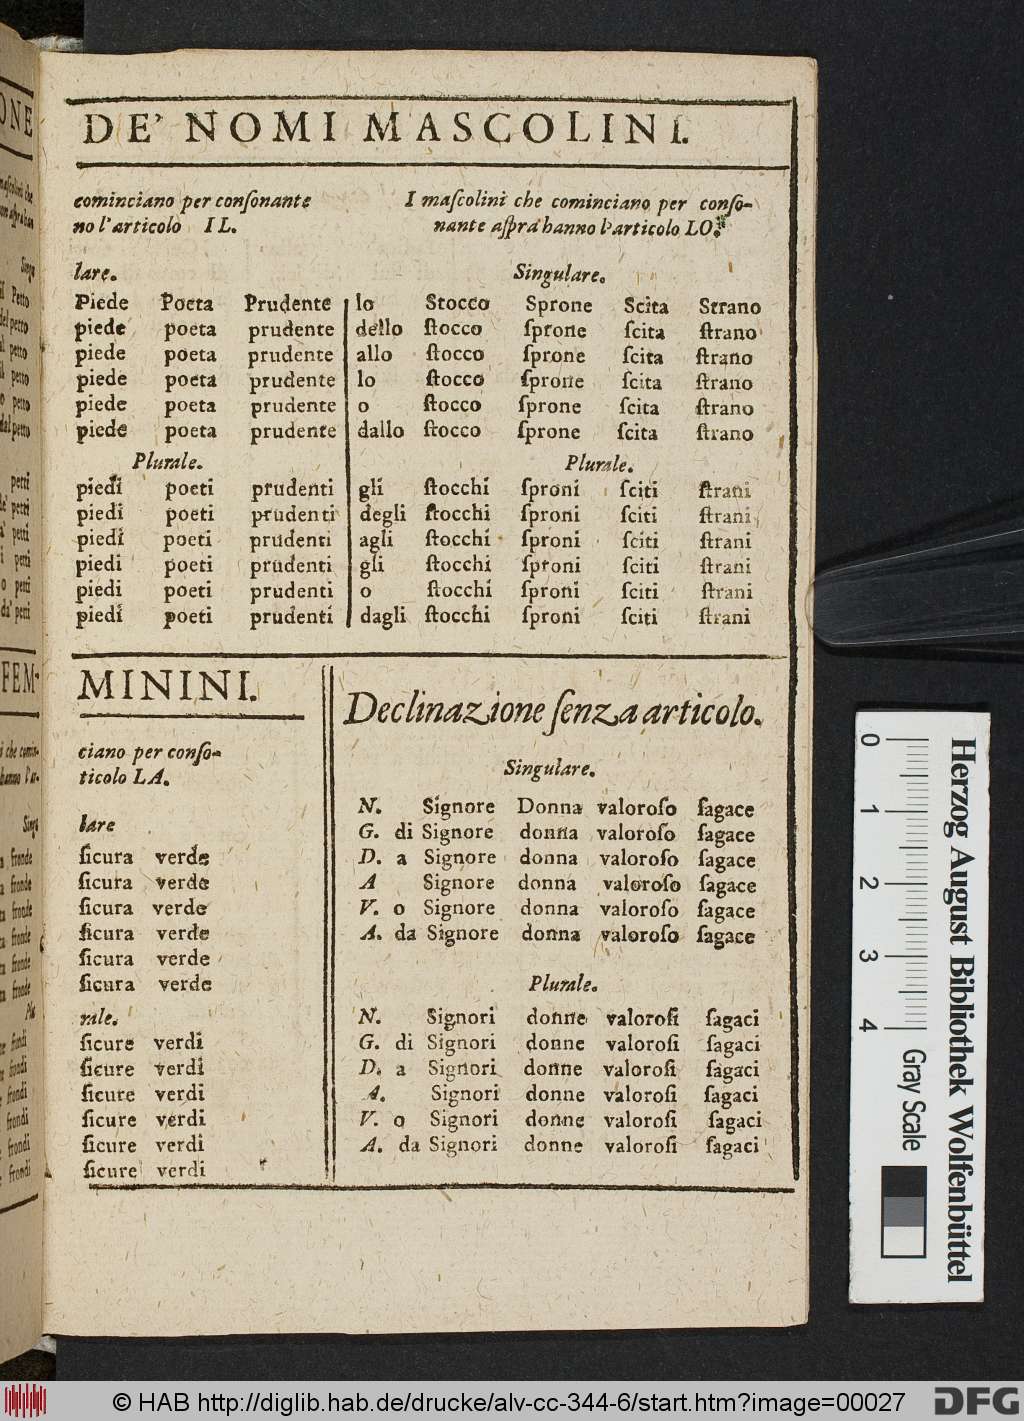 DE' NOMI MASCOLINI.
cominciano per conſonante
no l'articolo IL.
lare.
Piede Poeta Prudente
piede poeta prudente
piede poeta prudente
piede poeta prudente
piede poeta prudente
piede poeta prudente
Plurale.
piedi poeti prudenti
piedi poeti prudenti
piedi poeti prudenti
piedi poeti prudenti
piedi poeti prudenti
piedi poeti prudenti
I maſcolini che cominciano per conſo-
nante aſpra hanno l'articolo LO.
Singulare.
lo Stocco Sprone Scita Strano
dello ſtocco ſprone ſcita ſtrano
allo ſtocco ſprone ſcita ſtrano
lo ſtocco ſprone ſcita ſtrano
o ſtocco ſprone ſcita ſtrano
dallo ſtocco ſprone ſcita ſtrano
Plurale.
gli ſtocchi ſproni ſciti ſtrani
degli ſtocchi ſproni ſciti ſtrani
agli ſtocchi ſproni ſciti ſtrani
gli ſtocchi ſproni ſciti ſtrani
o ſtocchi ſproni ſciti ſtrani
dagli ſtocchi ſproni ſciti ſtrani
MININI.
ciano per conſo-
ticolo LA.
lare
ſicura verde
ſicura verde
ſicura verde
ſicura verde
ſicura verde
ſicura verde
rale.
ſicure verdi
ſicure verdi
ſicure verdi
ſicure verdi
ſicure verdi
ſicure verdi
Declinazione ſenza articolo.
Singulare.
N. Signore Donna valoroſo ſagace
G. di Signore donna valoroſo ſagace
D. a Signore donna valoroſo ſagace
A Signore donna valoroſo ſagace
V. o Signore donna valoroſo ſagace
A. da Signore donna valoroſo ſagace
Plurale.
N. Signori donne valoroſi ſagaci
G. di Signori donne valoroſi ſagaci
D. a Signori donne valoroſi ſagaci
A. Signori donne valoroſi ſagaci
V. o Signori donne valoroſi ſagaci
A. da Signori donne valoroſi ſagaci
0 1 2 3 4
Gray Scale
Herzog August Bibliothek Wolfenbüttel
© HAB http://diglib.hab.de/drucke/alv-cc-344-6/start.htm?image=00027
DFG